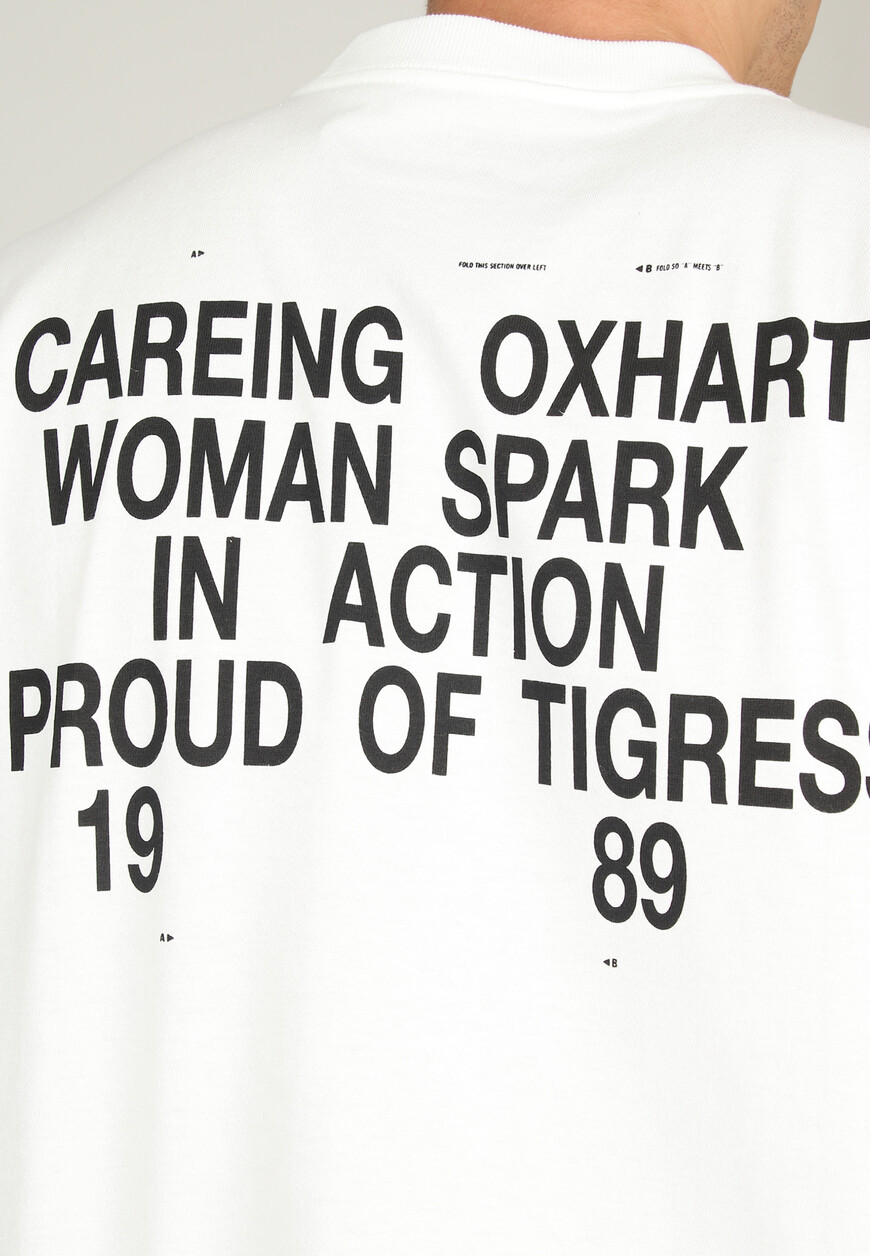 A▶
FOLD THIS SECTION OVER LEFT ◀B FOLD SO "A" MEETS "B"
CAREING OXHART
WOMAN SPARK
IN ACTION
PROUD OF TIGRESS
19 89
A▶
◀B